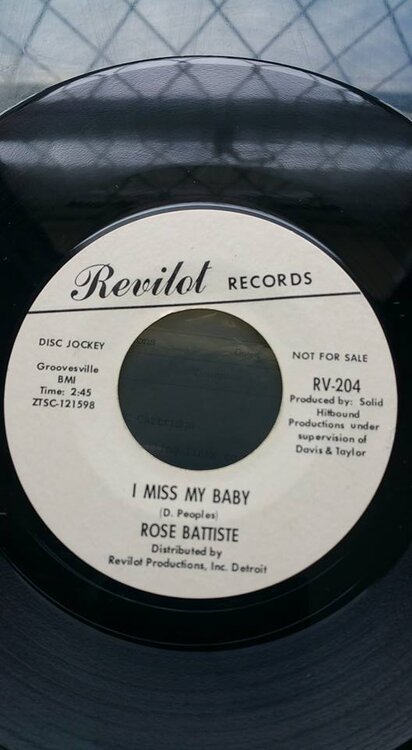 Revilot RECORDS
DISC JOCKEY
Groovesville
BMI
Time: 2:45
ZTSC-121598
NOT FOR SALE
RV-204
Produced by: Solid
Hitbound
Productions under
supervision of
Davis & Taylor
I MISS MY BABY
(D. Peoples)
ROSE BATTISTE
Distributed by
Revilot Productions, Inc. Detroit